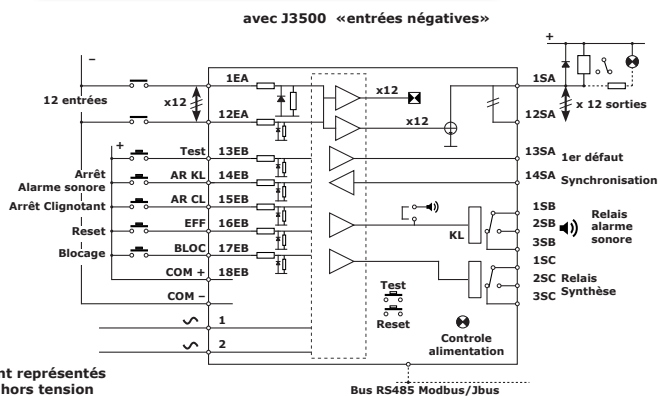 avec J3500 «entrées négatives»
–
+
1EA
1SA
12 entrées
x12
x12
x 12 sorties
12EA
x12
12SA
+
Test
13EB
13SA
1er défaut
Arrêt
Alarme sonore
AR KL
14EB
14SA
Synchronisation
Arrêt Clignotant
AR CL
15EB
1SB
Reset
EFF
16EB
2SB
Relais
alarme
sonore
KL
3SB
Blocage
BLOC
17EB
1SC
COM +
18EB
Test
2SC
Relais
Synthèse
COM –
3SC
Reset
1
Controle
alimentation
2
nt représentés
hors tension
Bus RS485 Modbus/Jbus